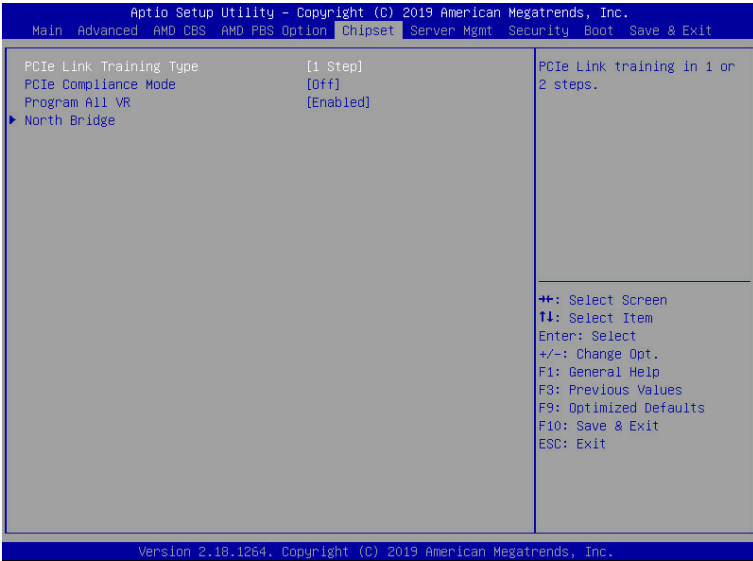 Aptio Setup Utility – Copyright (C) 2019 American Megatrends, Inc.
Main Advanced AMD CBS AMD PBS Option Chipset Server Mgmt Security Boot Save & Exit
PCIe Link Training Type [1 Step]
PCIe Compliance Mode [Off]
Program All VR [Enabled]
▶ North Bridge
PCIe Link training in 1 or
2 steps.
→←: Select Screen
↑↓: Select Item
Enter: Select
+/-: Change Opt.
F1: General Help
F3: Previous Values
F9: Optimized Defaults
F10: Save & Exit
ESC: Exit
Version 2.18.1264. Copyright (C) 2019 American Megatrends, Inc.